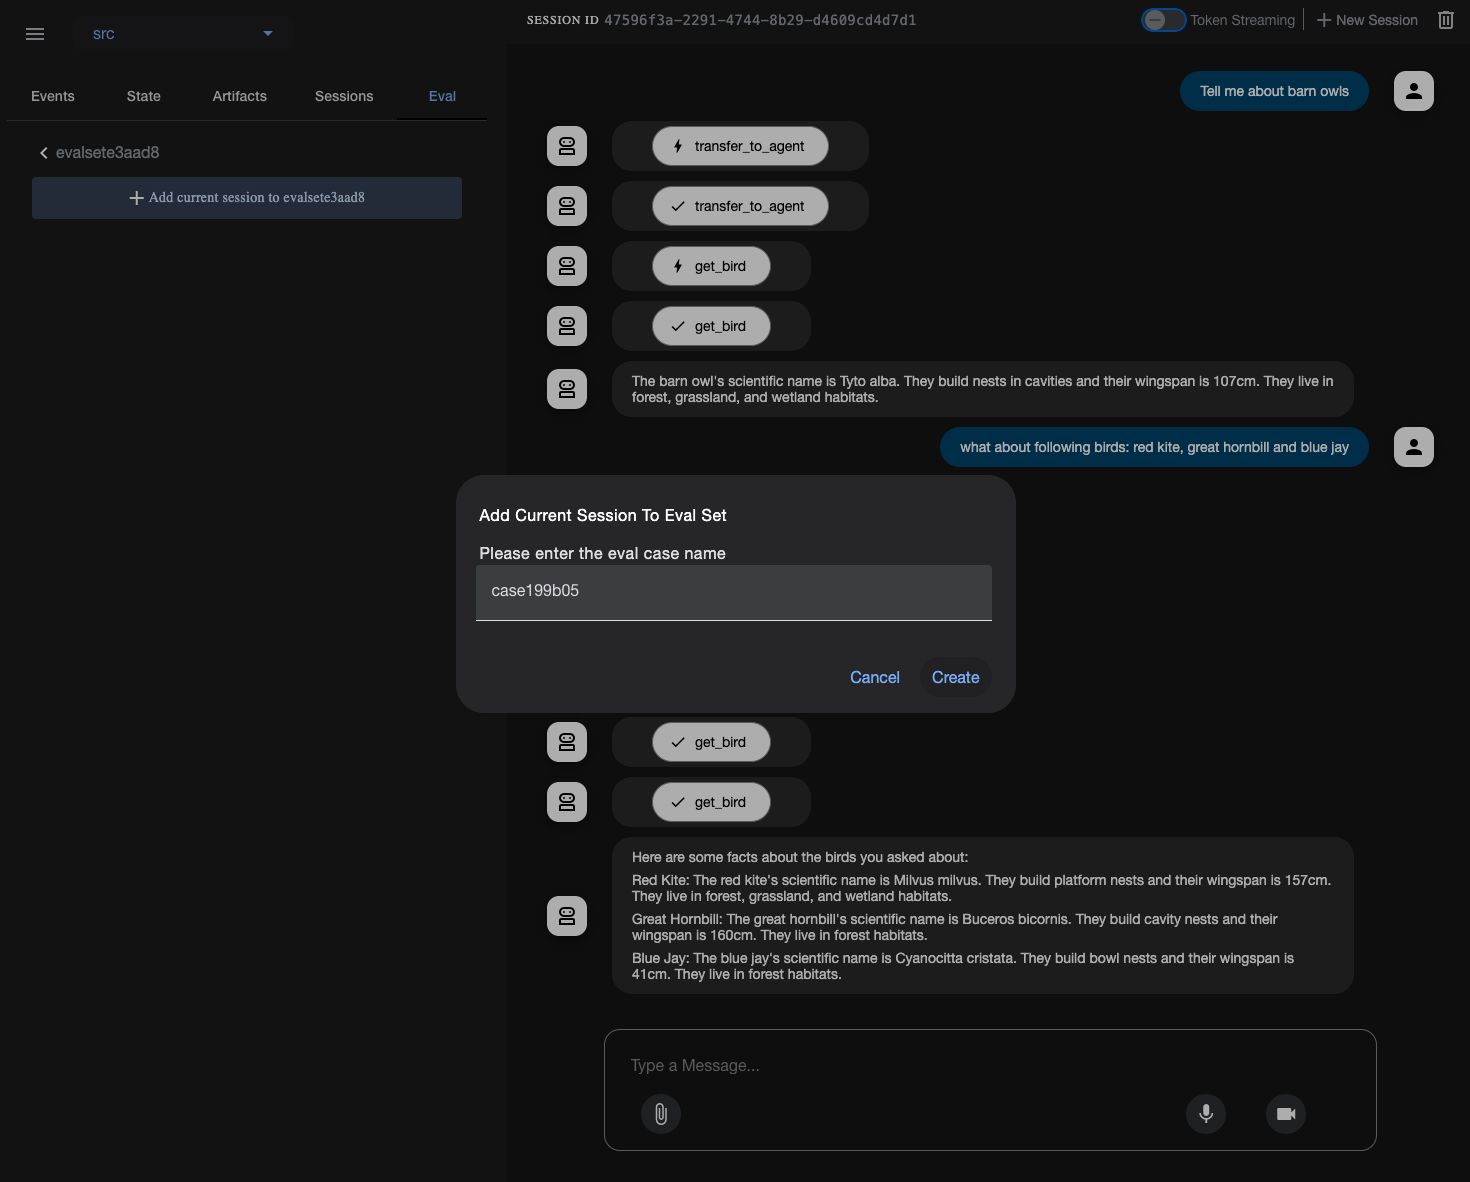 src
SESSION ID 47596f3a-2291-4744-8b29-d4609cd4d7d1
Token Streaming
New Session
Events
State
Artifacts
Sessions
Eval
evalsete3aad8
Add current session to evalsete3aad8
Tell me about barn owls
transfer_to_agent
transfer_to_agent
get_bird
get_bird
The barn owl's scientific name is Tyto alba. They build nests in cavities and their wingspan is 107cm. They live in
forest, grassland, and wetland habitats.
what about following birds: red kite, great hornbill and blue jay
Add Current Session To Eval Set
Please enter the eval case name
case199b05
Cancel
Create
get_bird
get_bird
Here are some facts about the birds you asked about:
Red Kite: The red kite's scientific name is Milvus milvus. They build platform nests and their wingspan is 157cm.
They live in forest, grassland, and wetland habitats.
Great Hornbill: The great hornbill's scientific name is Buceros bicornis. They build cavity nests and their
wingspan is 160cm. They live in forest habitats.
Blue Jay: The blue jay's scientific name is Cyanocitta cristata. They build bowl nests and their wingspan is
41cm. They live in forest habitats.
Type a Message...